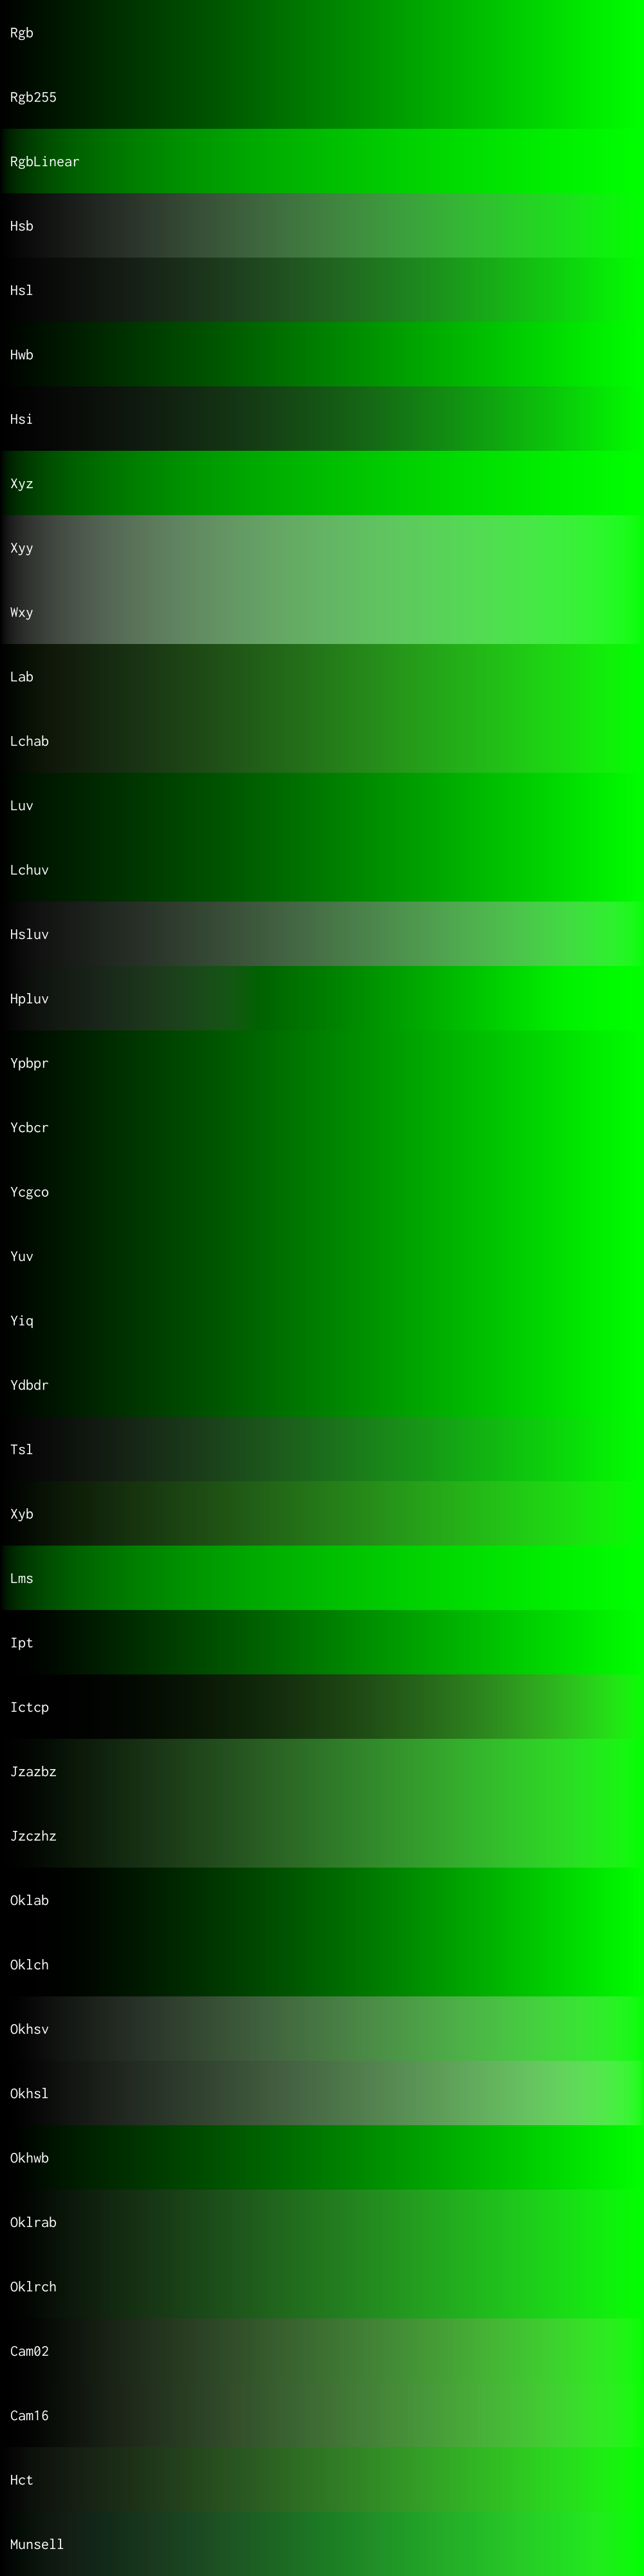 Rgb
Rgb255
RgbLinear
Hsb
Hsl
Hwb
Hsi
Xyz
Xyy
Wxy
Lab
Lchab
Luv
Lchuv
Hsluv
Hpluv
Ypbpr
Ycbcr
Ycgco
Yuv
Yiq
Ydbdr
Tsl
Xyb
Lms
Ipt
Ictcp
Jzazbz
Jzczhz
Oklab
Oklch
Okhsv
Okhsl
Okhwb
Oklrab
Oklrch
Cam02
Cam16
Hct
Munsell